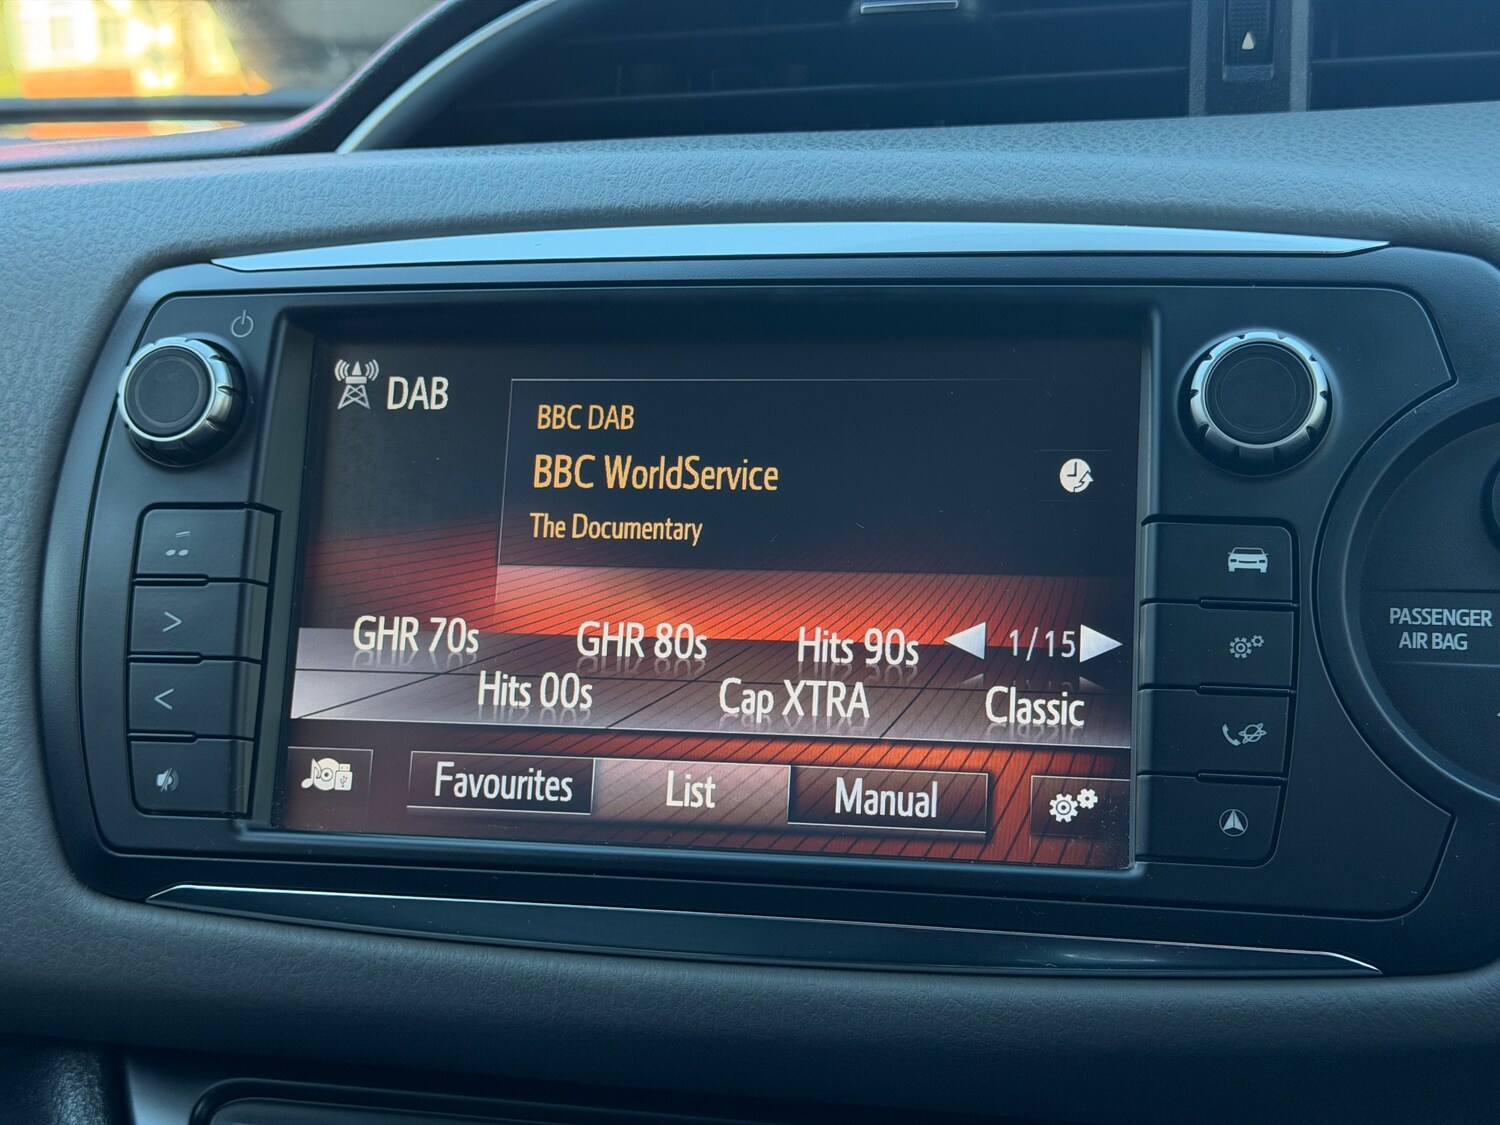 DAB
BBC DAB
BBC WorldService
The Documentary
GHR 70s GHR 80s Hits 90s 1/15
Hits 00s Cap XTRA Classic
Favourites List Manual
PASSENGER
AIR BAG